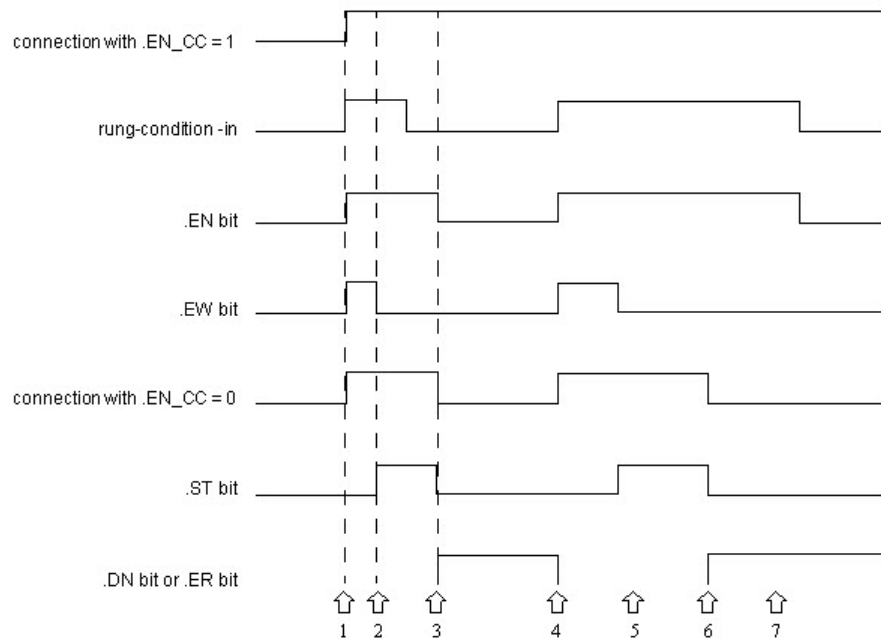 connection with .EN_CC = 1
rung-condition -in
.EN bit
.EW bit
connection with .EN_CC = 0
.ST bit
.DN bit or .ER bit
1 2 3 4 5 6 7